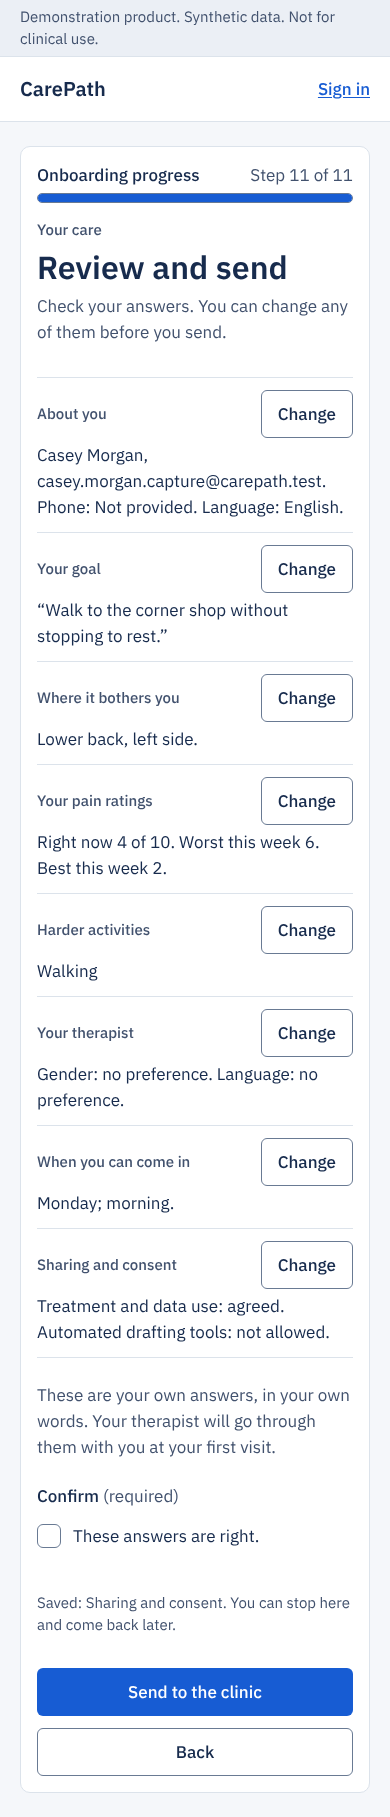 Demonstration product. Synthetic data. Not for
clinical use.
CarePath
Sign in
Onboarding progress
Step 11 of 11
Your care
Review and send
Check your answers. You can change any
of them before you send.
About you
Change
Casey Morgan,
casey.morgan.capture@carepath.test.
Phone: Not provided. Language: English.
Your goal
Change
“Walk to the corner shop without
stopping to rest.”
Where it bothers you
Change
Lower back, left side.
Your pain ratings
Change
Right now 4 of 10. Worst this week 6.
Best this week 2.
Harder activities
Change
Walking
Your therapist
Change
Gender: no preference. Language: no
preference.
When you can come in
Change
Monday; morning.
Sharing and consent
Change
Treatment and data use: agreed.
Automated drafting tools: not allowed.
These are your own answers, in your own
words. Your therapist will go through
them with you at your first visit.
Confirm (required)
These answers are right.
Saved: Sharing and consent. You can stop here
and come back later.
Send to the clinic
Back